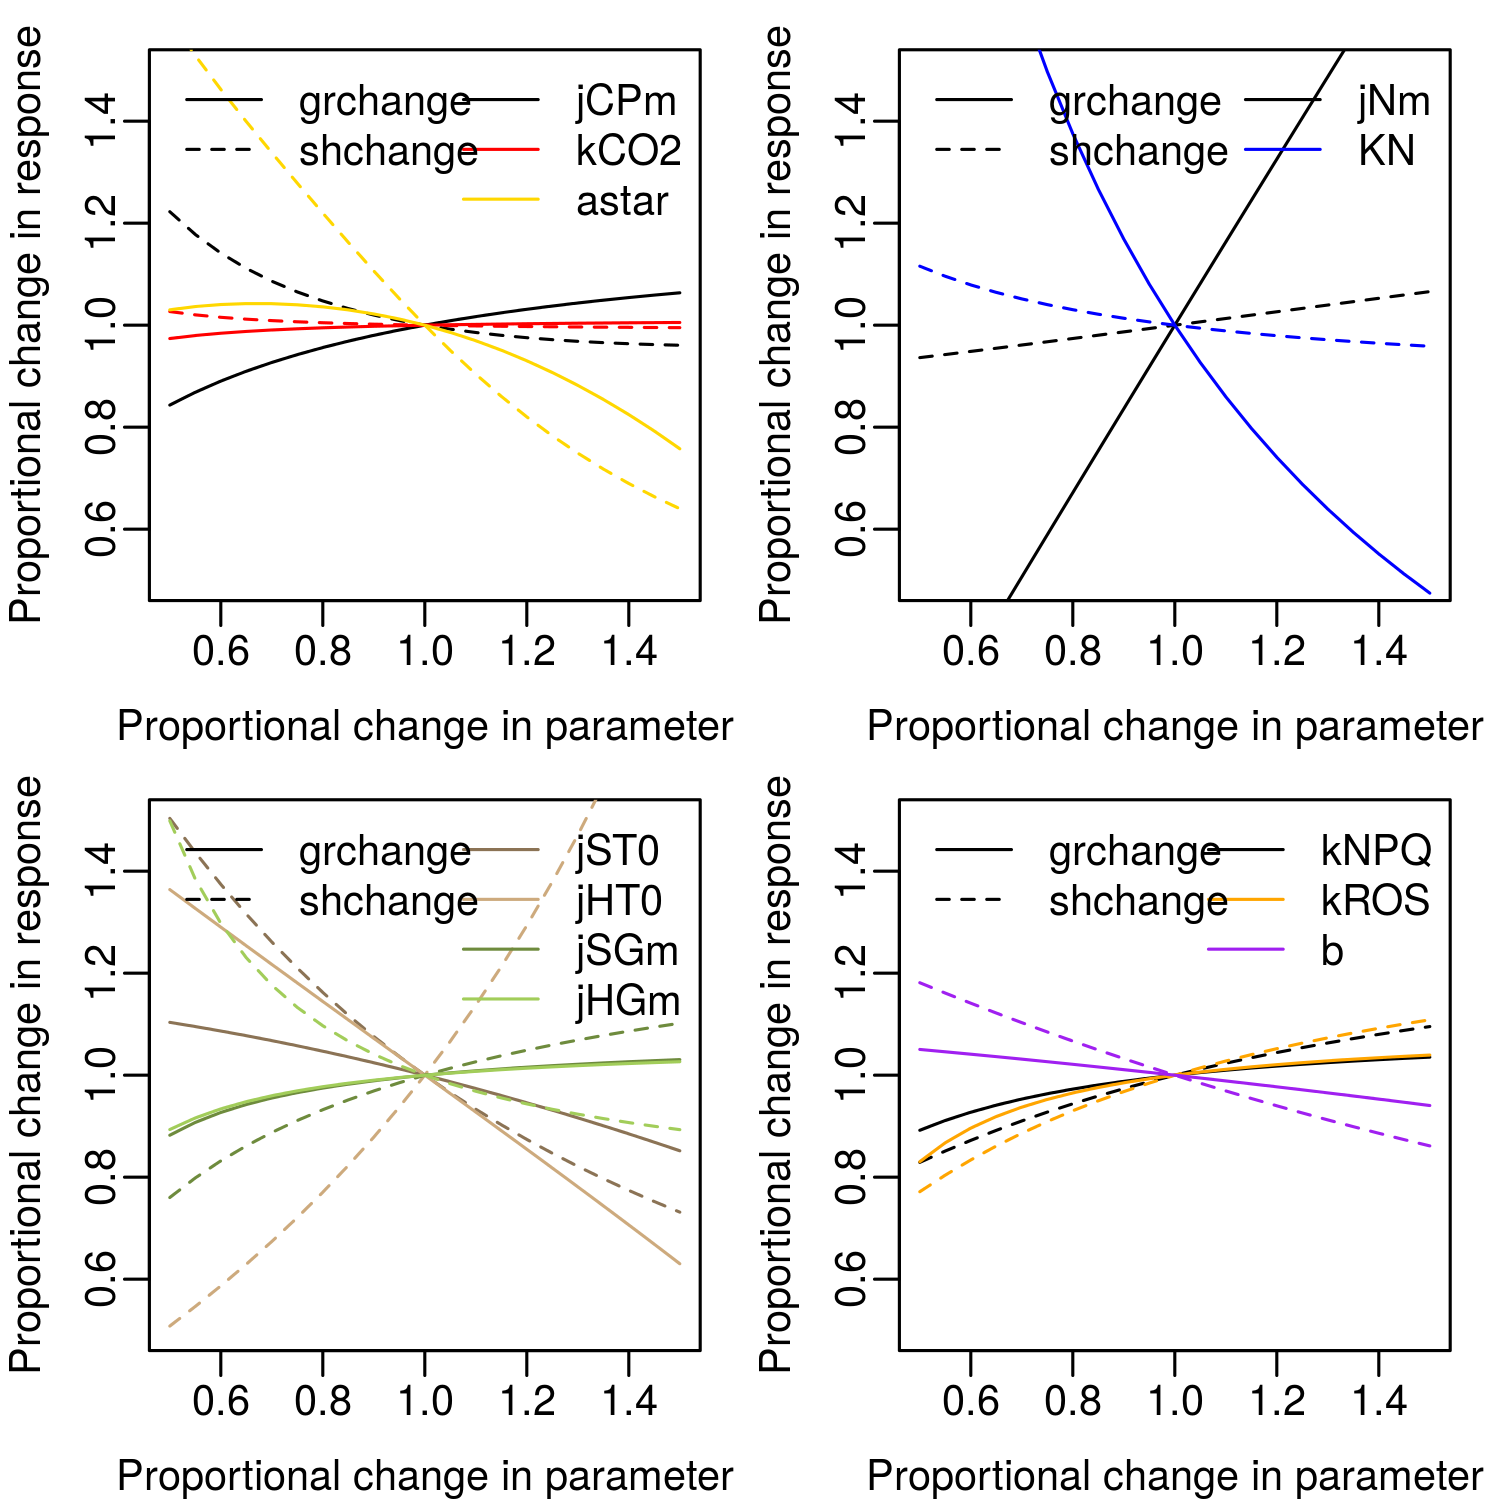 Proportional change in response
1.4
1.2
1.0
0.8
0.6
grchange jCPm
shchange kCO2
astar
0.6 0.8 1.0 1.2 1.4
Proportional change in parameter
Proportional change in response
1.4
1.2
1.0
0.8
0.6
grchange jNm
shchange KN
0.6 0.8 1.0 1.2 1.4
Proportional change in parameter
Proportional change in response
1.4
1.2
1.0
0.8
0.6
grchange jST0
shchange jHT0
jSGm
jHGm
0.6 0.8 1.0 1.2 1.4
Proportional change in parameter
Proportional change in response
1.4
1.2
1.0
0.8
0.6
grchange kNPQ
shchange kROS
b
0.6 0.8 1.0 1.2 1.4
Proportional change in parameter